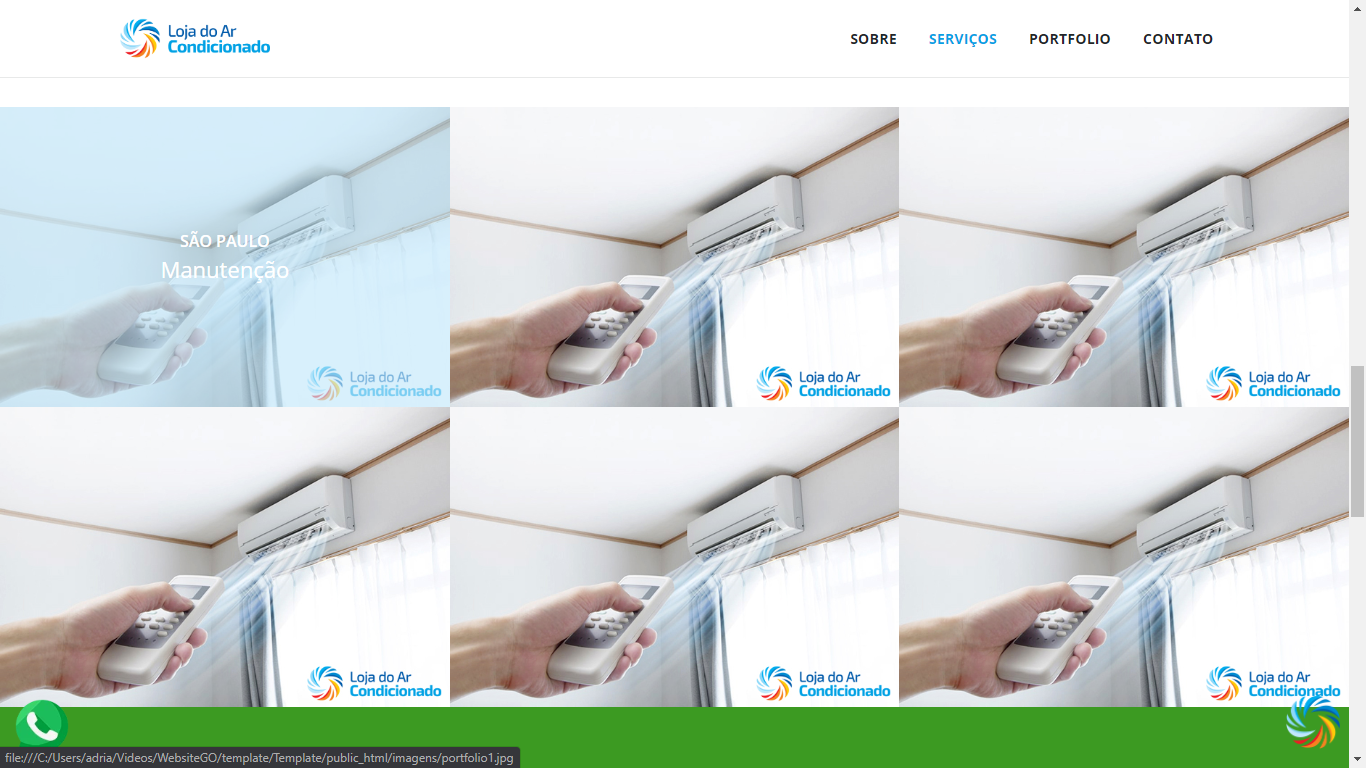 Loja do Ar
Condicionado
SOBRE
SERVIÇOS
PORTFOLIO
CONTATO
SÃO PAULO
Manutenção
Loja do Ar
Condicionado
Loja do Ar
Condicionado
Loja do Ar
Condicionado
Loja do Ar
Condicionado
Loja do Ar
Condicionado
Loja do Ar
Condicionado
file:///C:/Users/adria/Videos/WebsiteGO/template/Template/public_html/imagens/portfolio1.jpg